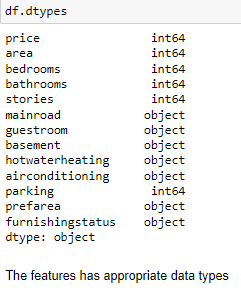 df.dtypes
price                 int64
area                  int64
bedrooms              int64
bathrooms             int64
stories               int64
mainroad             object
guestroom            object
basement             object
hotwaterheating      object
airconditioning      object
parking               int64
prefarea             object
furnishingstatus     object
dtype: object
The features has appropriate data types